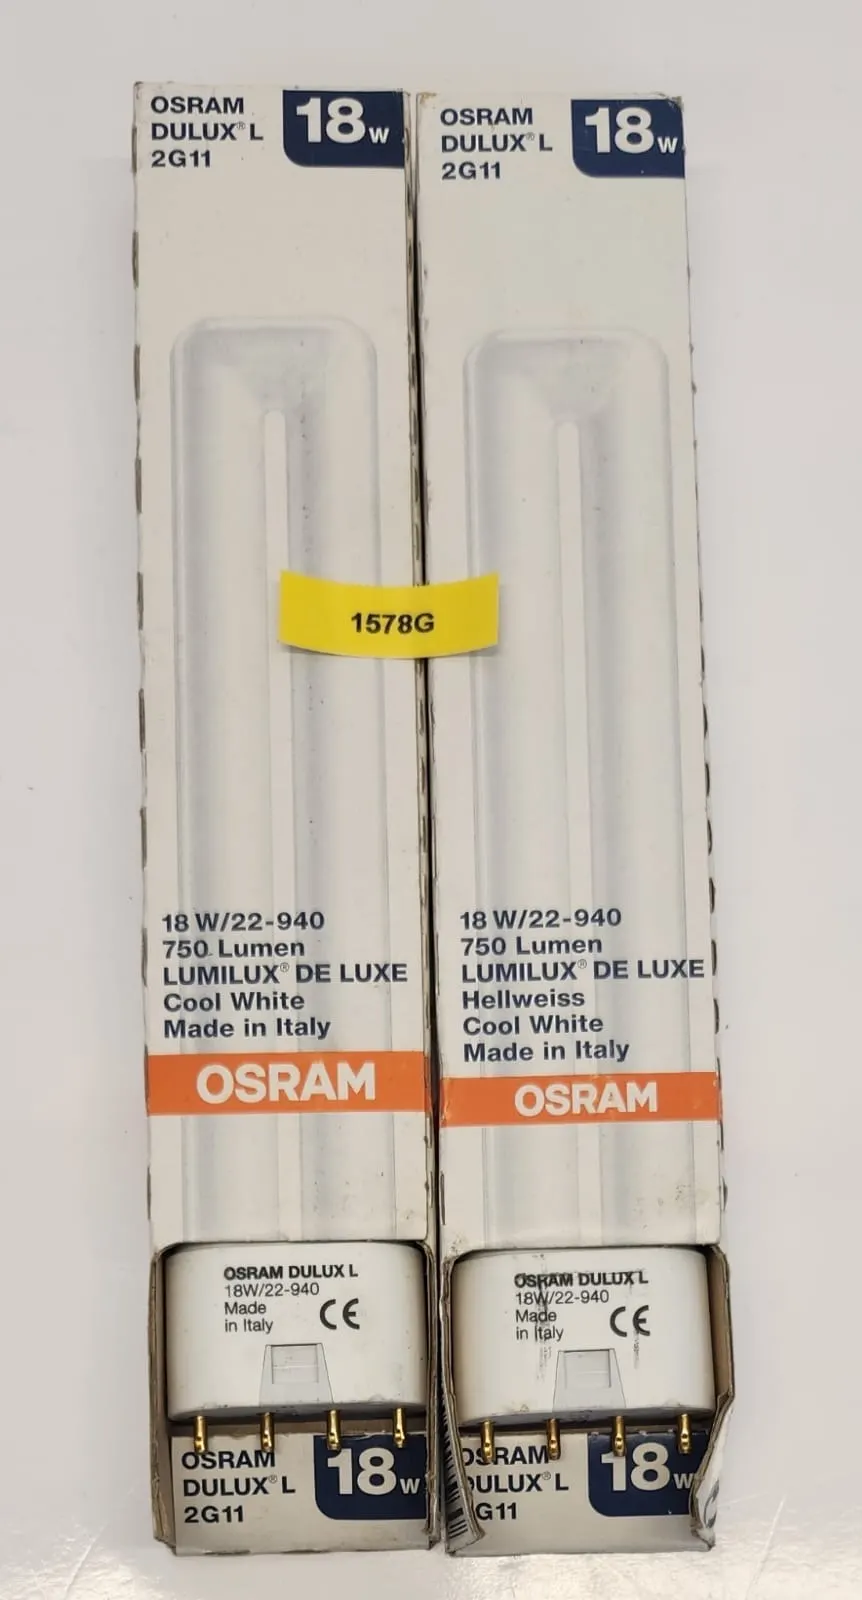 OSRAM
DULUX® L
2G11
18W
OSRAM
DULUX® L
2G11
18W
1578G
18 W/22-940
750 Lumen
LUMILUX® DE LUXE
Cool White
Made in Italy
OSRAM
18 W/22-940
750 Lumen
LUMILUX® DE LUXE
Hellweiss
Cool White
Made in Italy
OSRAM
OSRAM DULUX L
18W/22-940
Made
in Italy
CE
OSRAM DULUX L
18W/22-940
Made
in Italy
CE
OSRAM
DULUX® L
2G11
18W
OSRAM
DULUX® L
G11
18W